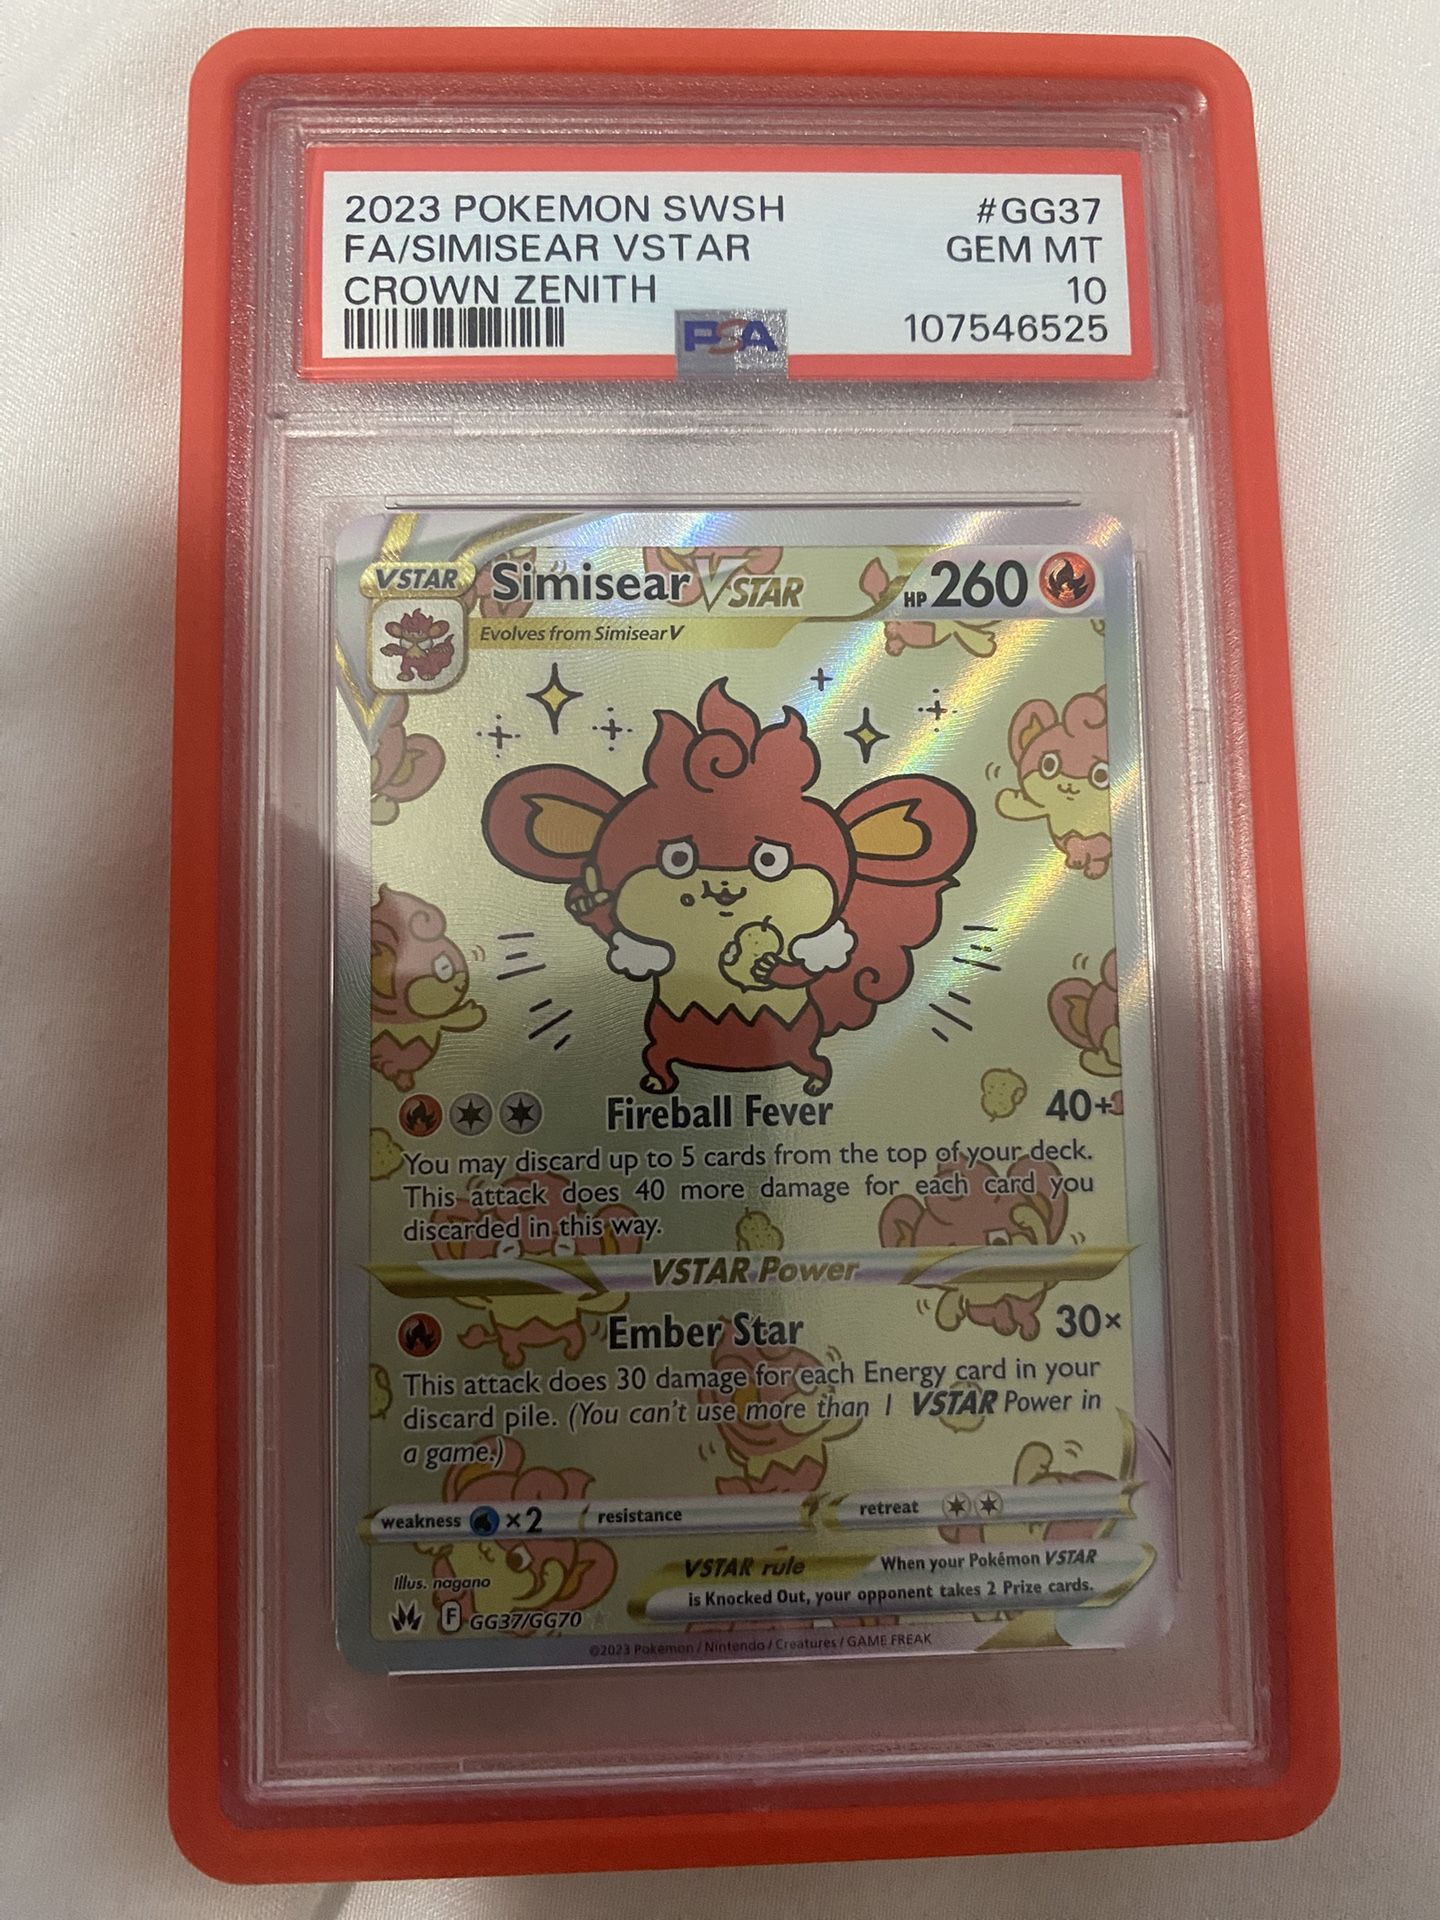 2023 POKEMON SWSH #GG37
FA/SIMISEAR VSTAR GEM MT
CROWN ZENITH 10
PSA 107546525
VSTAR Simisear VSTAR HP 260
Evolves from Simisear V
Fireball Fever 40+
You may discard up to 5 cards from the top of your deck.
This attack does 40 more damage for each card you
discarded in this way.
VSTAR Power
Ember Star 30×
This attack does 30 damage for each Energy card in your
discard pile. (You can't use more than 1 VSTAR Power in
a game.)
weakness ×2 resistance retreat
VSTAR rule When your Pokémon VSTAR
is Knocked Out, your opponent takes 2 Prize cards.
Illus. nagano
F GG37/GG70
©2023 Pokémon / Nintendo / Creatures / GAME FREAK